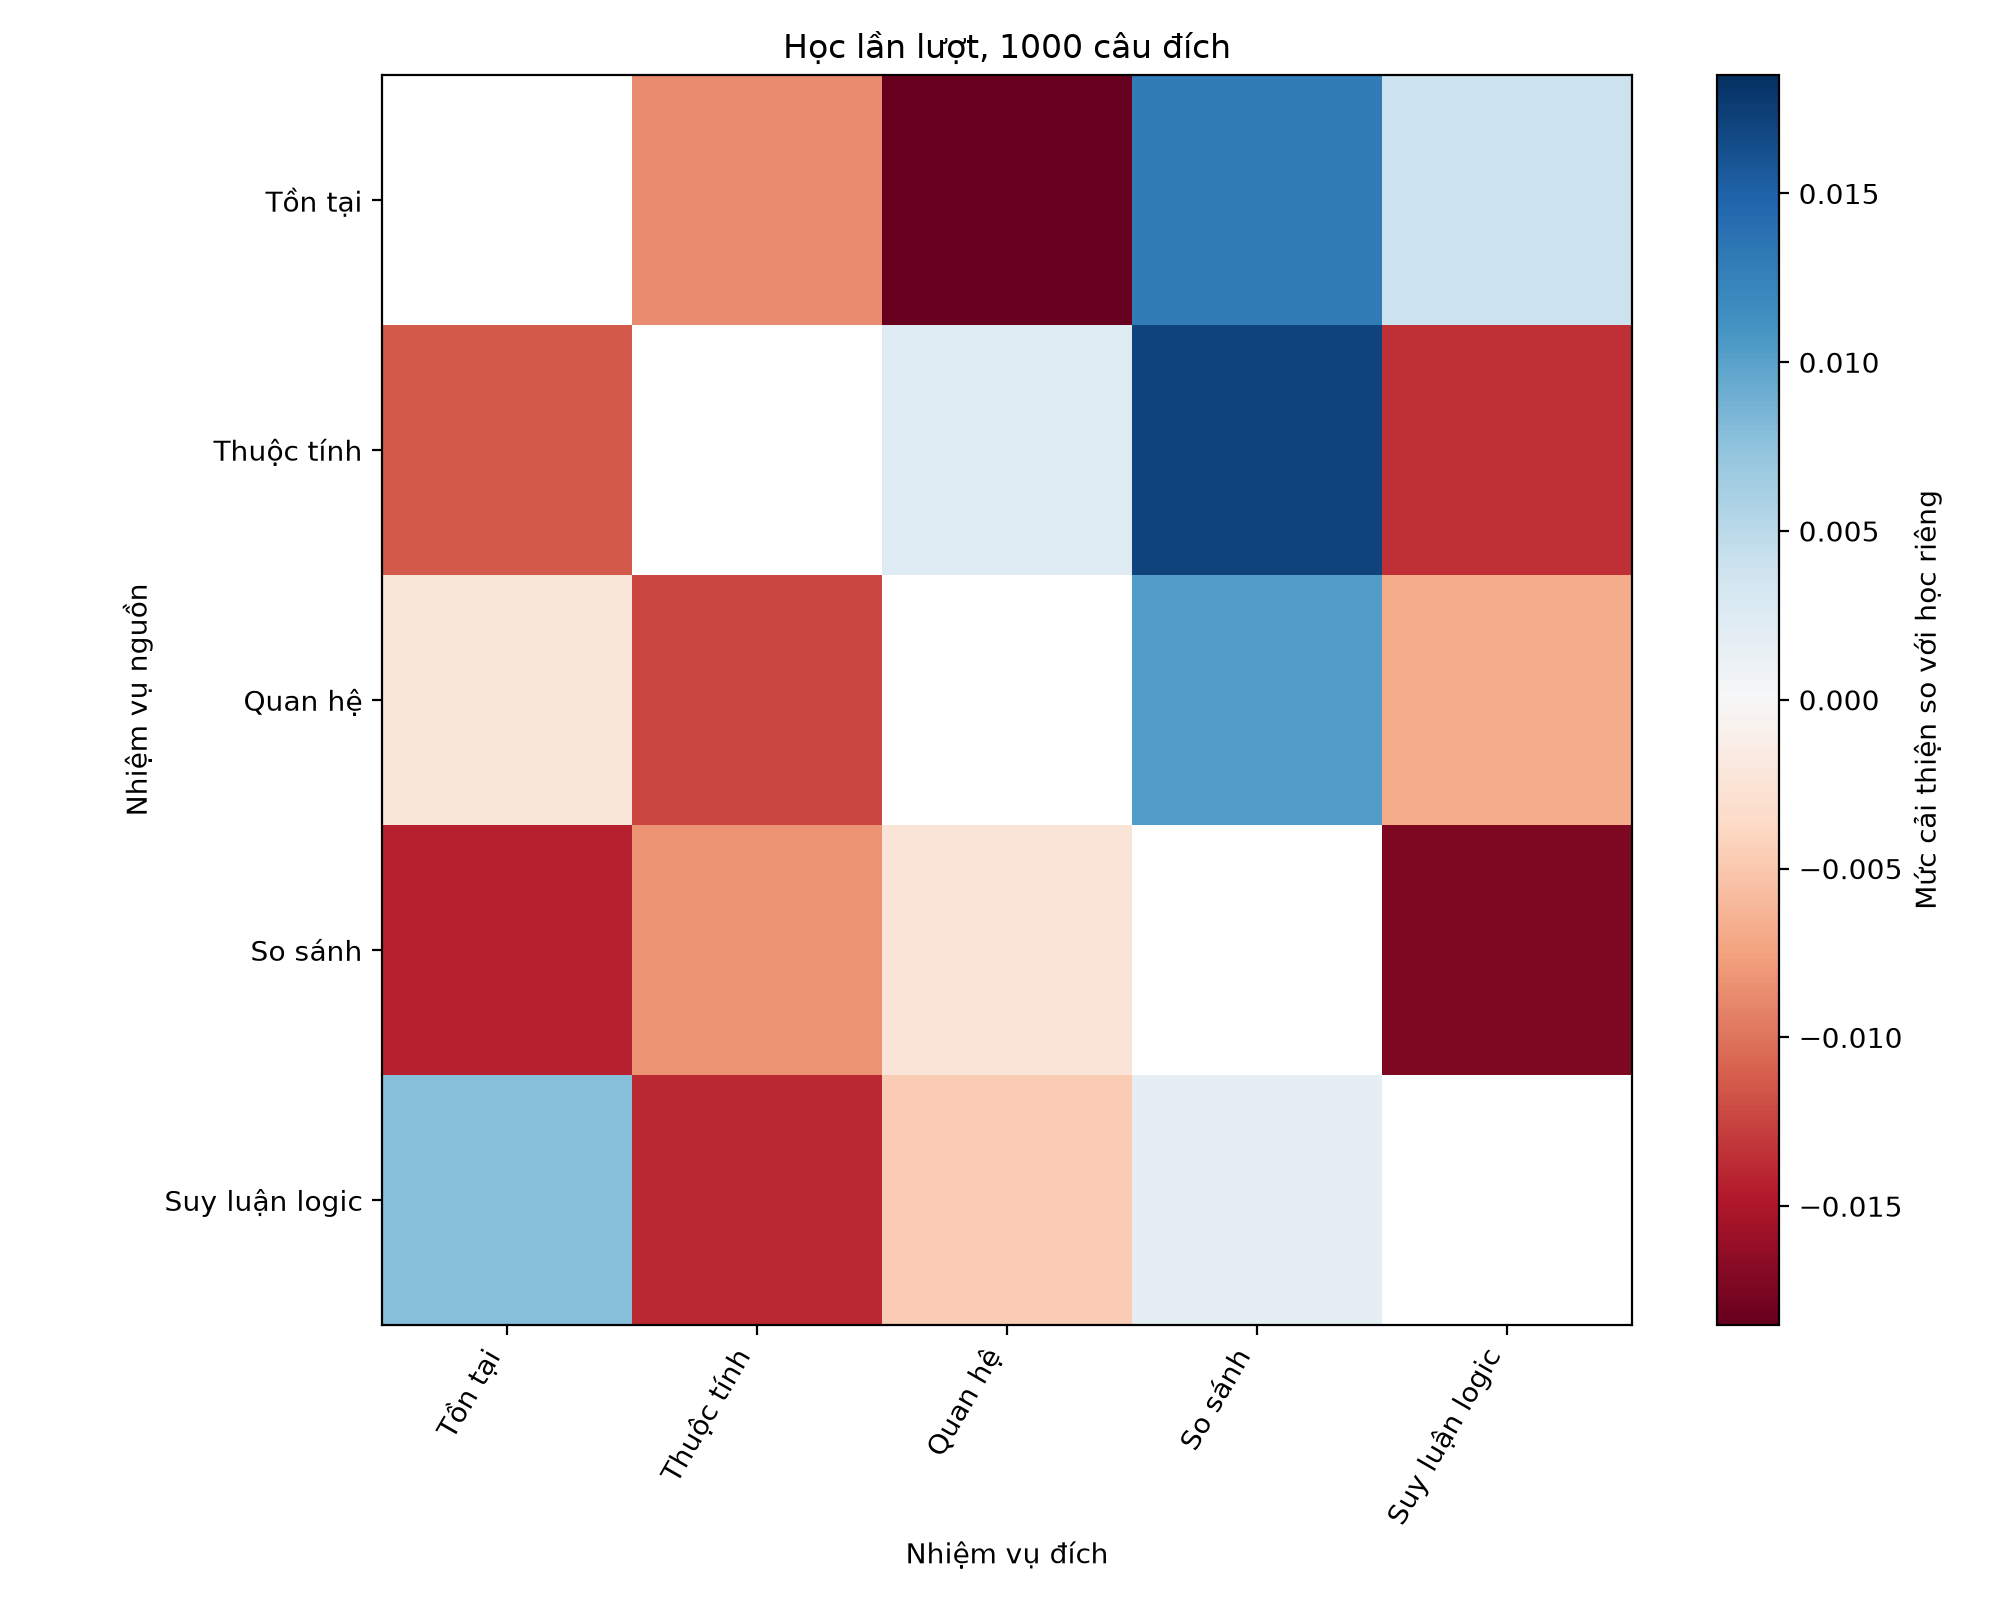 Học lần lượt, 1000 câu đích
Nhiệm vụ nguồn
Tồn tại
Thuộc tính
Quan hệ
So sánh
Suy luận logic
Tồn tại
Thuộc tính
Quan hệ
So sánh
Suy luận logic
Nhiệm vụ đích
0.015
0.010
0.005
0.000
−0.005
−0.010
−0.015
Mức cải thiện so với học riêng